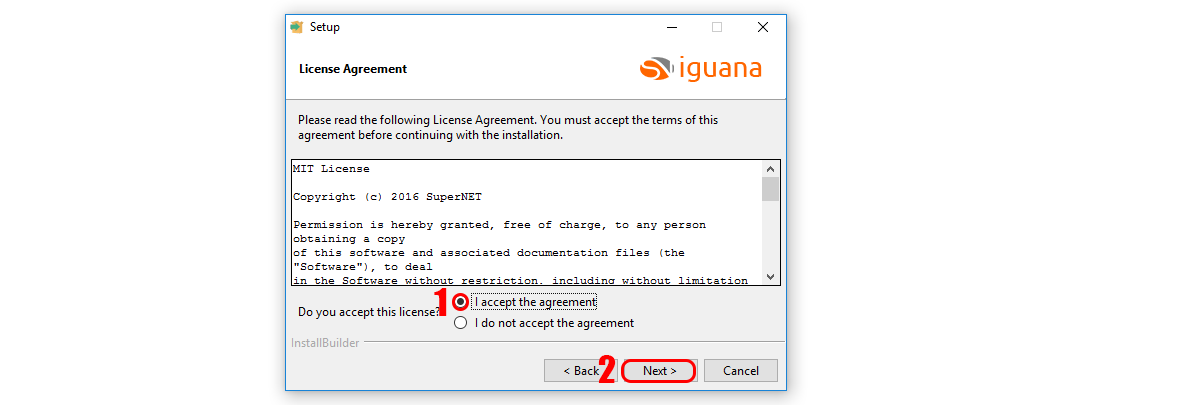 Setup
License Agreement
iguana
Please read the following License Agreement. You must accept the terms of this
agreement before continuing with the installation.
MIT License
Copyright (c) 2016 SuperNET
Permission is hereby granted, free of charge, to any person
obtaining a copy
of this software and associated documentation files (the
"Software"), to deal
in the Software without restriction, including without limitation
1 I accept the agreement
Do you accept this license?
I do not accept the agreement
InstallBuilder
< Back 2 Next > Cancel